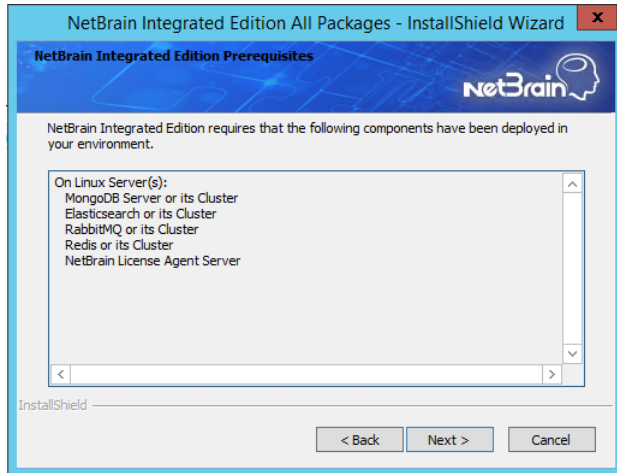 NetBrain Integrated Edition All Packages - InstallShield Wizard x
NetBrain Integrated Edition Prerequisites
NetBrain
NetBrain Integrated Edition requires that the following components have been deployed in
your environment.
On Linux Server(s):
MongoDB Server or its Cluster
Elasticsearch or its Cluster
RabbitMQ or its Cluster
Redis or its Cluster
NetBrain License Agent Server
InstallShield
< Back Next > Cancel